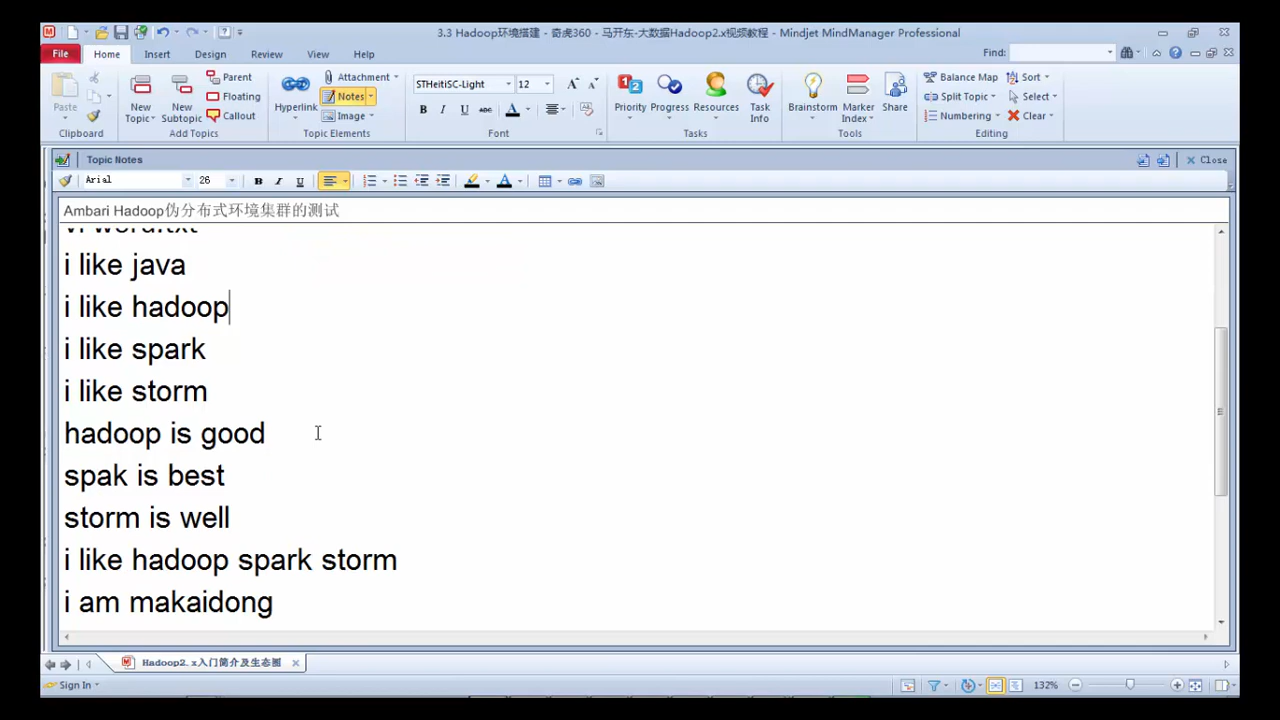 3.3 Hadoop环境搭建 - 奇虎360 - 马开东-大数据Hadoop2.x视频教程 - Mindjet MindManager Professional
File Home Insert Design Review View Help Find:
Paste
Clipboard
New Topic
New Subtopic
Parent
Floating
Callout
Add Topics
Hyperlink
Attachment
Notes
Image
Topic Elements
STHeitiSC-Light 12
B I U abc A
Font
Priority
Progress
Resources
Task Info
Tasks
Brainstorm
Marker Index
Share
Tools
Balance Map
Split Topic
Numbering
Sort
Select
Clear
Editing
Topic Notes
Close
Arial 26 B I U A
Ambari Hadoop伪分布式环境集群的测试
vi word.txt
i like java
i like hadoop
i like spark
i like storm
hadoop is good
spak is best
storm is well
i like hadoop spark storm
i am makaidong
Hadoop2.x入门简介及生态圈
Sign In 132%